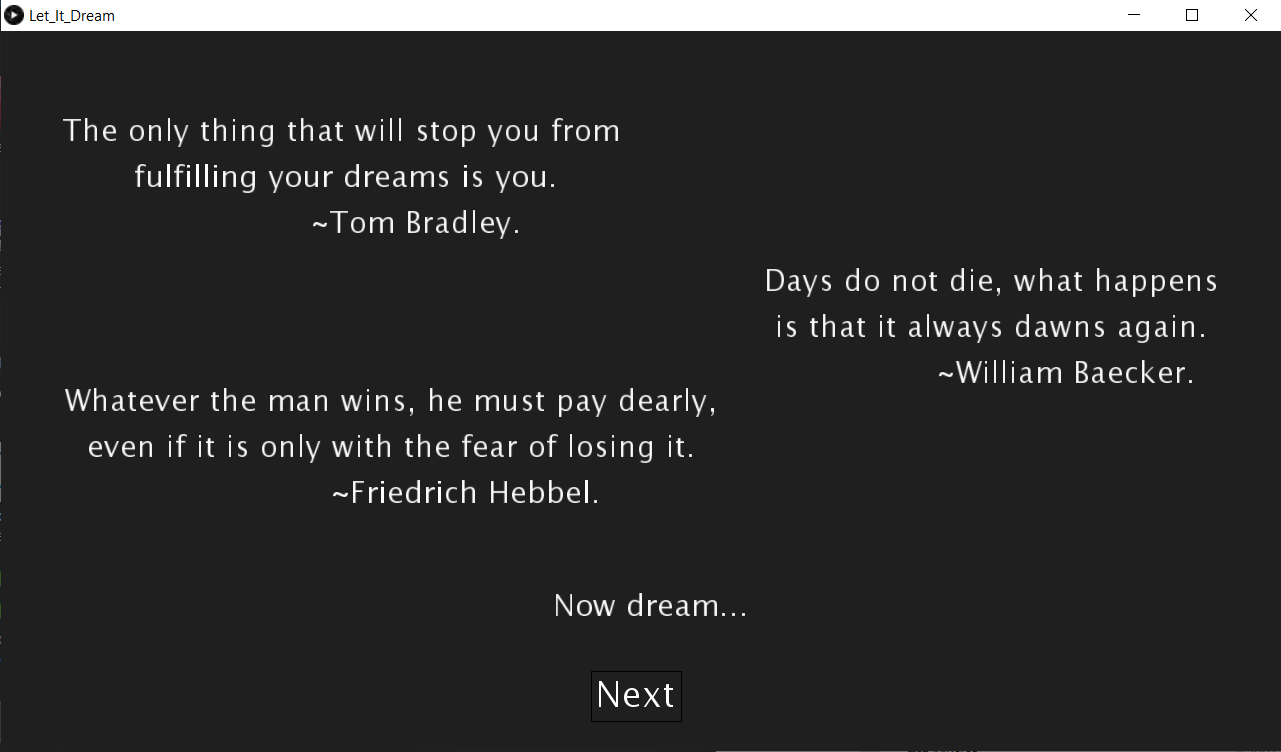 Let_It_Dream
The only thing that will stop you from
fulfilling your dreams is you.
~Tom Bradley.
Days do not die, what happens
is that it always dawns again.
~William Baecker.
Whatever the man wins, he must pay dearly,
even if it is only with the fear of losing it.
~Friedrich Hebbel.
Now dream...
Next